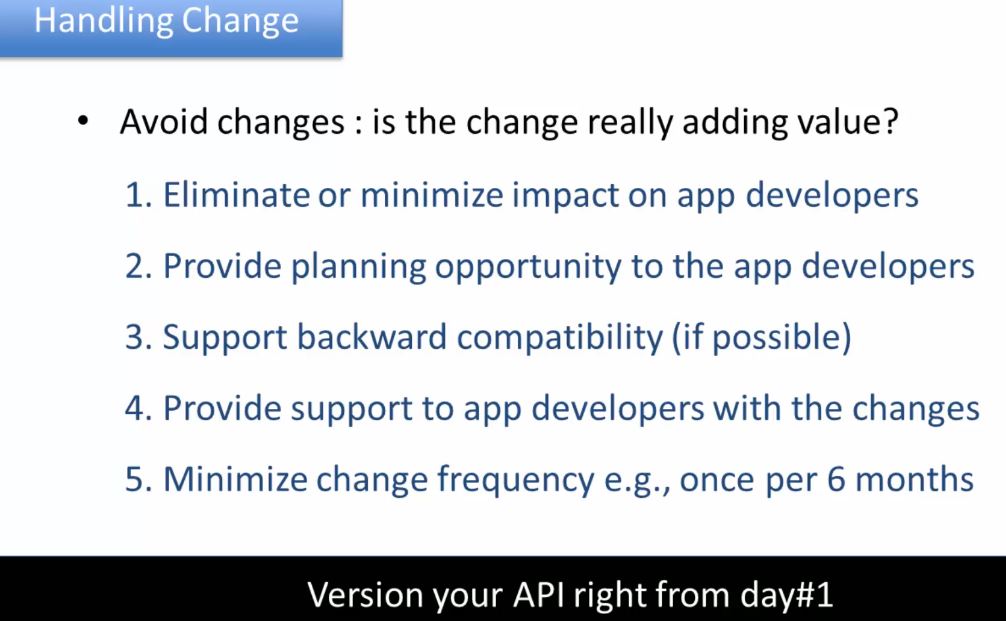 Handling Change
• Avoid changes : is the change really adding value?
1. Eliminate or minimize impact on app developers
2. Provide planning opportunity to the app developers
3. Support backward compatibility (if possible)
4. Provide support to app developers with the changes
5. Minimize change frequency e.g., once per 6 months
Version your API right from day#1